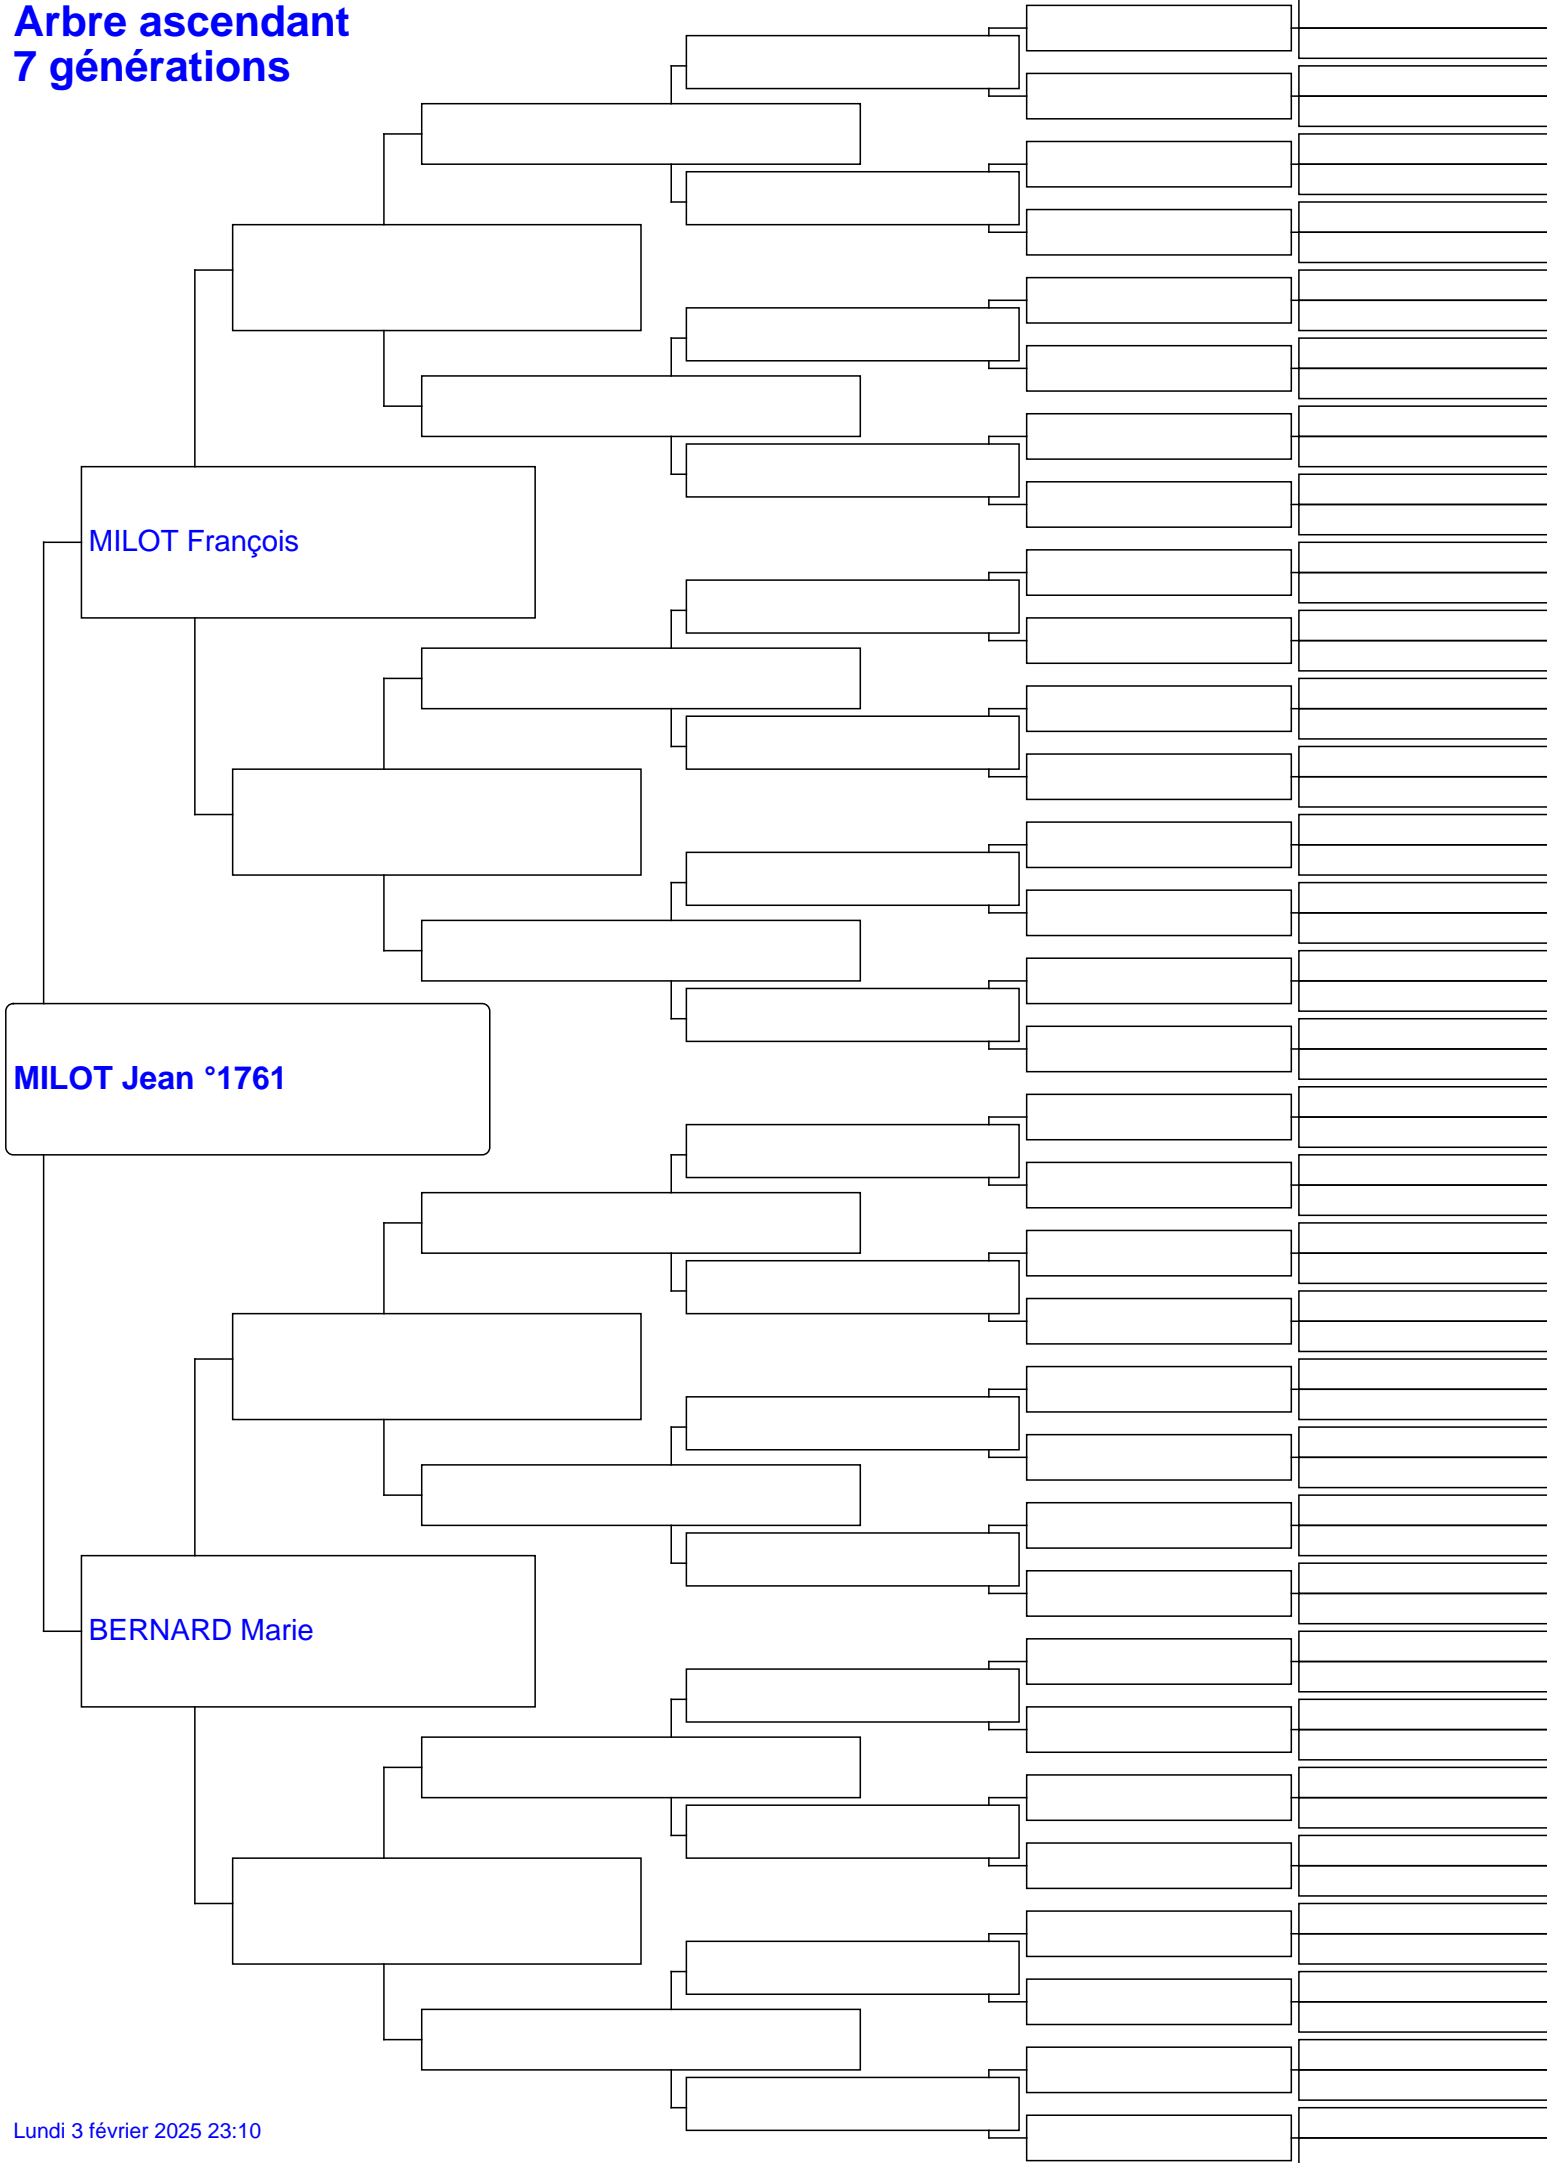 Arbre ascendant
7 générations
MILOT François
MILOT Jean °1761
BERNARD Marie
Lundi 3 février 2025 23:10